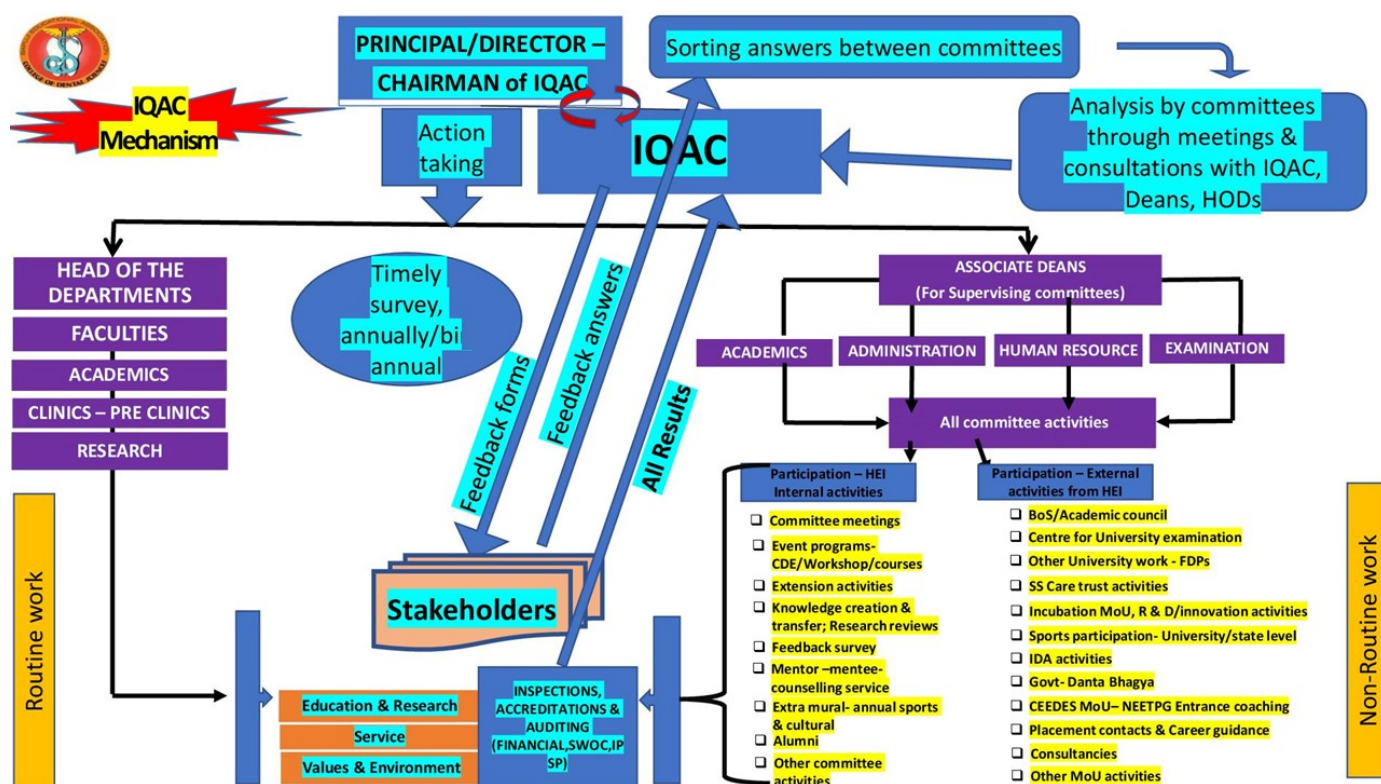 COLLEGE OF DENTAL SCIENCES
IQAC
Mechanism
PRINCIPAL/DIRECTOR –
CHAIRMAN of IQAC
Sorting answers between committees
Action
taking
IQAC
Analysis by committees
through meetings &
consultations with IQAC,
Deans, HODs
HEAD OF THE
DEPARTMENTS
FACULTIES
ACADEMICS
CLINICS – PRE CLINICS
RESEARCH
Timely
survey,
annually/bi
annual
Feedback forms
Feedback answers
All Results
ASSOCIATE DEANS
(For Supervising committees)
ACADEMICS
ADMINISTRATION
HUMAN RESOURCE
EXAMINATION
All committee activities
Participation – HEI
Internal activities
Committee meetings
Event programs-
CDE/Workshop/courses
Extension activities
Knowledge creation &
transfer; Research reviews
Feedback survey
Mentor –mentee-
counselling service
Extra mural- annual sports
& cultural
Alumni
Other committee
activities
Participation – External
activities from HEI
BoS/Academic council
Centre for University examination
Other University work - FDPs
SS Care trust activities
Incubation MoU, R & D/innovation activities
Sports participation- University/state level
IDA activities
Govt- Danta Bhagya
CEEDES MoU– NEETPG Entrance coaching
Placement contacts & Career guidance
Consultancies
Other MoU activities
Routine work
Non-Routine work
Stakeholders
Education & Research
Service
Values & Environment
INSPECTIONS,
ACCREDITATIONS &
AUDITING
(FINANCIAL,SWOC,IP
SP)